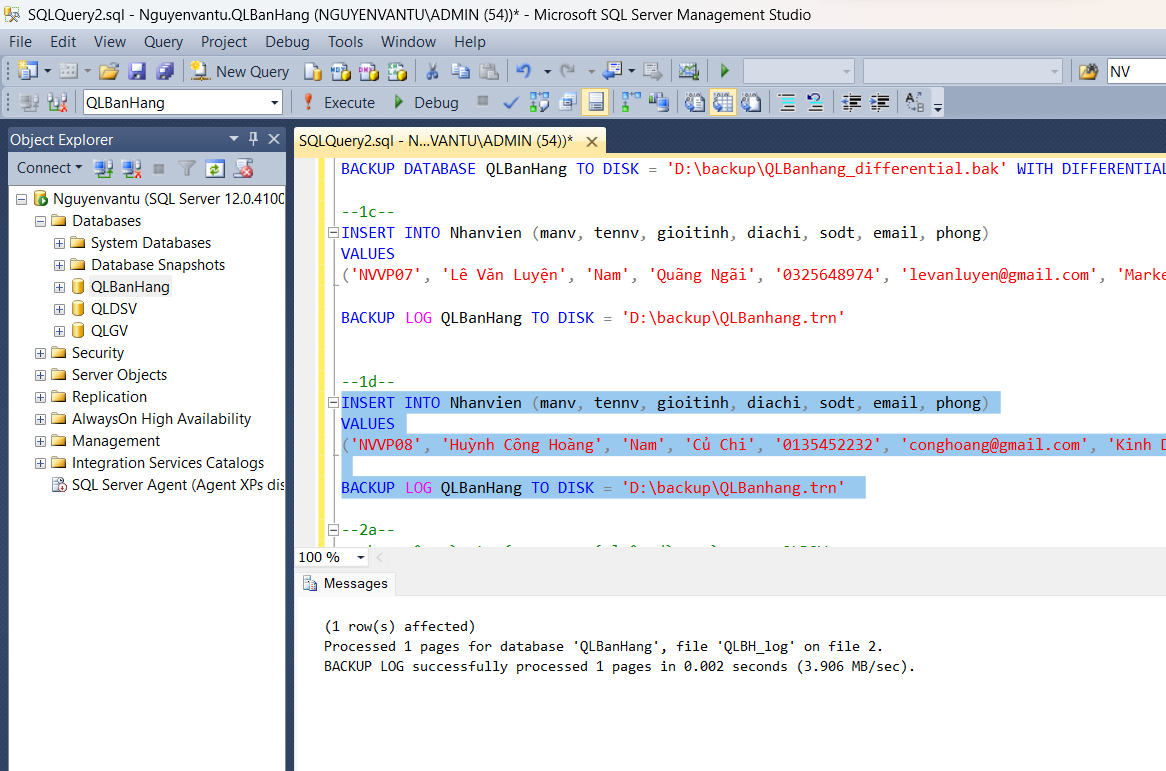 SQLQuery2.sql - Nguyenvantu.QLBanHang (NGUYENVANTU\ADMIN (54))* - Microsoft SQL Server Management Studio
File Edit View Query Project Debug Tools Window Help
New Query NV
QLBanHang Execute Debug
Object Explorer
Connect
Nguyenvantu (SQL Server 12.0.4100
Databases
System Databases
Database Snapshots
QLBanHang
QLDSV
QLGV
Security
Server Objects
Replication
AlwaysOn High Availability
Management
Integration Services Catalogs
SQL Server Agent (Agent XPs dis
SQLQuery2.sql - N...VANTU\ADMIN (54))*
BACKUP DATABASE QLBanHang TO DISK = 'D:\backup\QLBanhang_differential.bak' WITH DIFFERENTIAL
--1c--
INSERT INTO Nhanvien (manv, tennv, gioitinh, diachi, sodt, email, phong)
VALUES
('NVVP07', 'Lê Văn Luyện', 'Nam', 'Quãng Ngãi', '0325648974', 'levanluyen@gmail.com', 'Marke
BACKUP LOG QLBanHang TO DISK = 'D:\backup\QLBanhang.trn'
--1d--
INSERT INTO Nhanvien (manv, tennv, gioitinh, diachi, sodt, email, phong)
VALUES
('NVVP08', 'Huỳnh Công Hoàng', 'Nam', 'Củ Chi', '0135452232', 'conghoang@gmail.com', 'Kinh D
BACKUP LOG QLBanHang TO DISK = 'D:\backup\QLBanhang.trn'
--2a--
100 %
Messages
(1 row(s) affected)
Processed 1 pages for database 'QLBanHang', file 'QLBH_log' on file 2.
BACKUP LOG successfully processed 1 pages in 0.002 seconds (3.906 MB/sec).